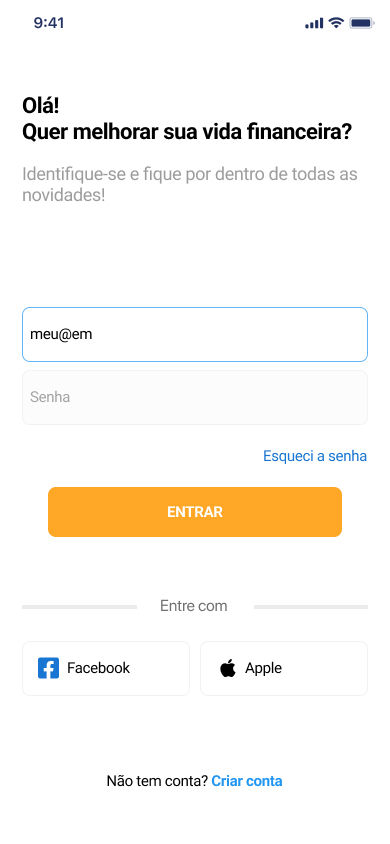 9:41
Olá!
Quer melhorar sua vida financeira?
Identifique-se e fique por dentro de todas as
novidades!
meu@em
Senha
Esqueci a senha
ENTRAR
Entre com
Facebook
Apple
Não tem conta? Criar conta